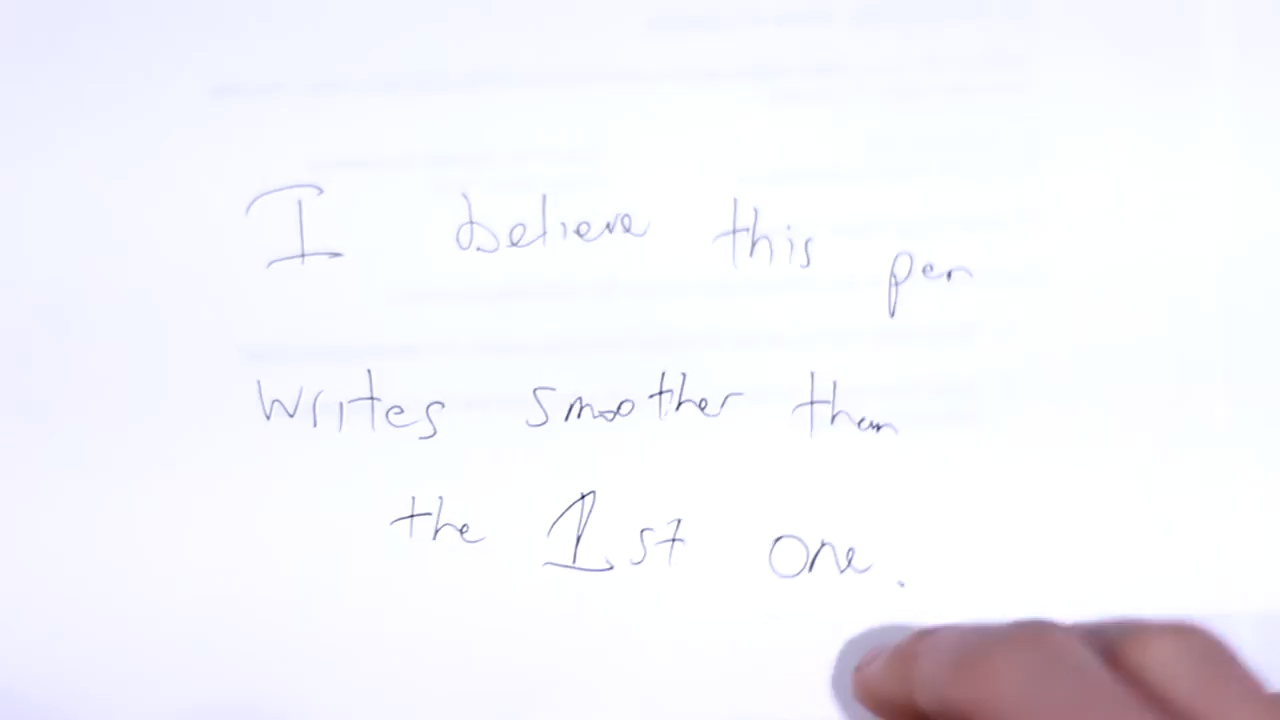 I believe this pen
writes smoother than
the 1st one.